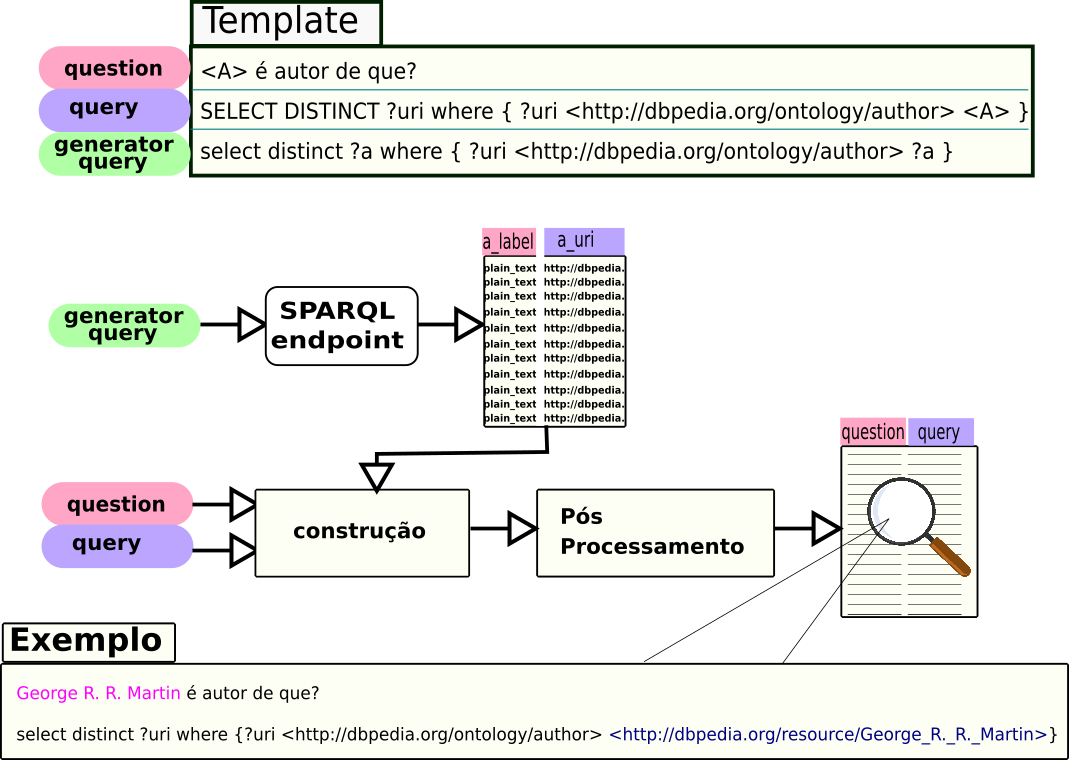 Template
question
<A> é autor de que?
query
SELECT DISTINCT ?uri where { ?uri <http://dbpedia.org/ontology/author> <A> }
generator
query
select distinct ?a where { ?uri <http://dbpedia.org/ontology/author> ?a }
a_label a_uri
plain_text http://dbpedia.
plain_text http://dbpedia.
plain_text http://dbpedia.
plain_text http://dbpedia.
plain_text http://dbpedia.
plain_text http://dbpedia.
plain_text http://dbpedia.
plain_text http://dbpedia.
plain_text http://dbpedia.
plain_text http://dbpedia.
plain_text http://dbpedia.
generator
query
SPARQL
endpoint
question query
question
query
construção
Pós
Processamento
Exemplo
George R. R. Martin é autor de que?
select distinct ?uri where {?uri <http://dbpedia.org/ontology/author> <http://dbpedia.org/resource/George_R._R._Martin>}